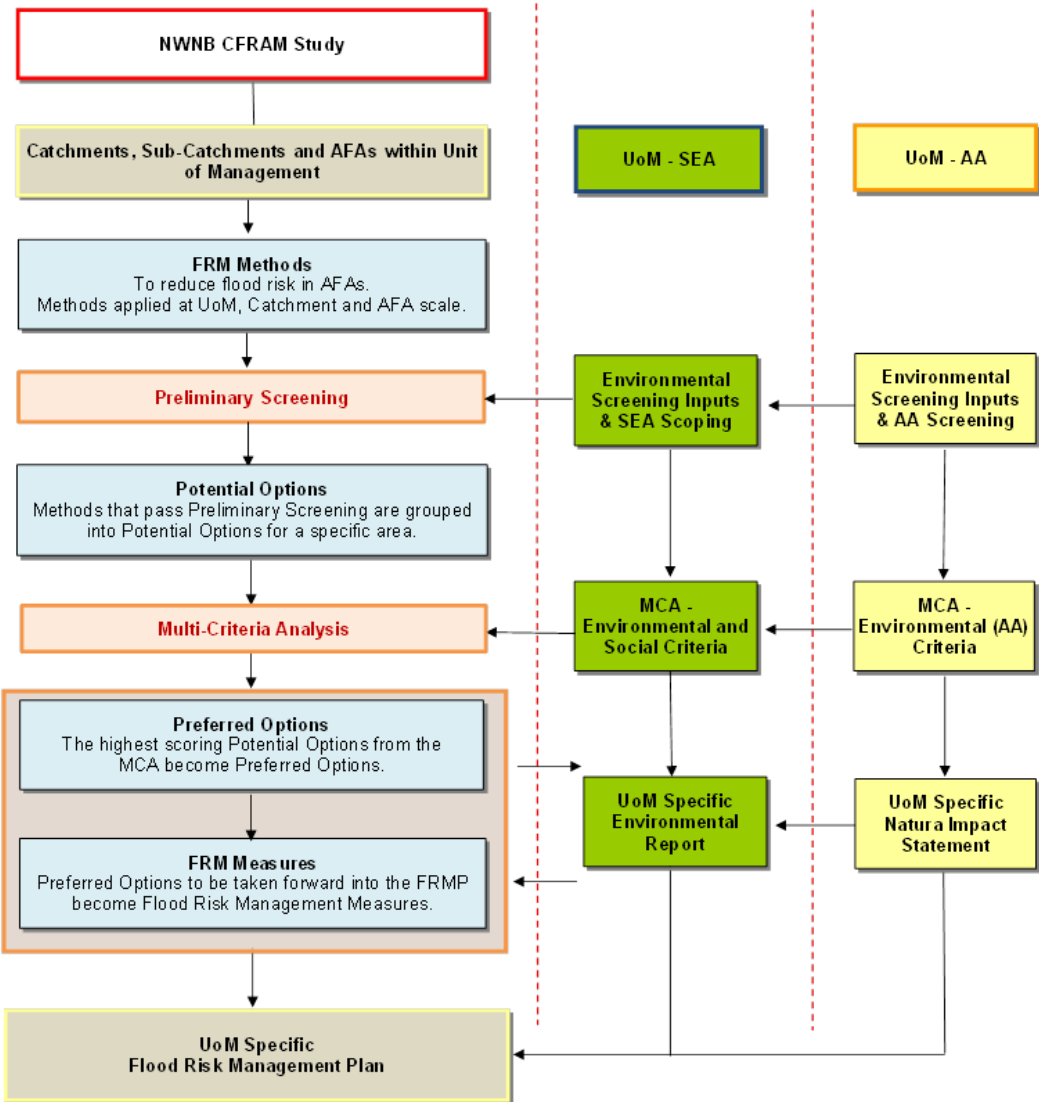 NWNB CFRAM Study
Catchments, Sub-Catchments and AFAs within Unit
of Management
UoM - SEA
UoM - AA
FRM Methods
To reduce flood risk in AFAs.
Methods applied at UoM, Catchment and AFA scale.
Preliminary Screening
Environmental
Screening Inputs
& SEA Scoping
Environmental
Screening Inputs
& AA Screening
Potential Options
Methods that pass Preliminary Screening are grouped
into Potential Options for a specific area.
Multi-Criteria Analysis
MCA -
Environmental and
Social Criteria
MCA -
Environmental (AA)
Criteria
Preferred Options
The highest scoring Potential Options from the
MCA become Preferred Options.
FRM Measures
Preferred Options to be taken forward into the FRMP
become Flood Risk Management Measures.
UoM Specific
Environmental
Report
UoM Specific
Natura Impact
Statement
UoM Specific
Flood Risk Management Plan